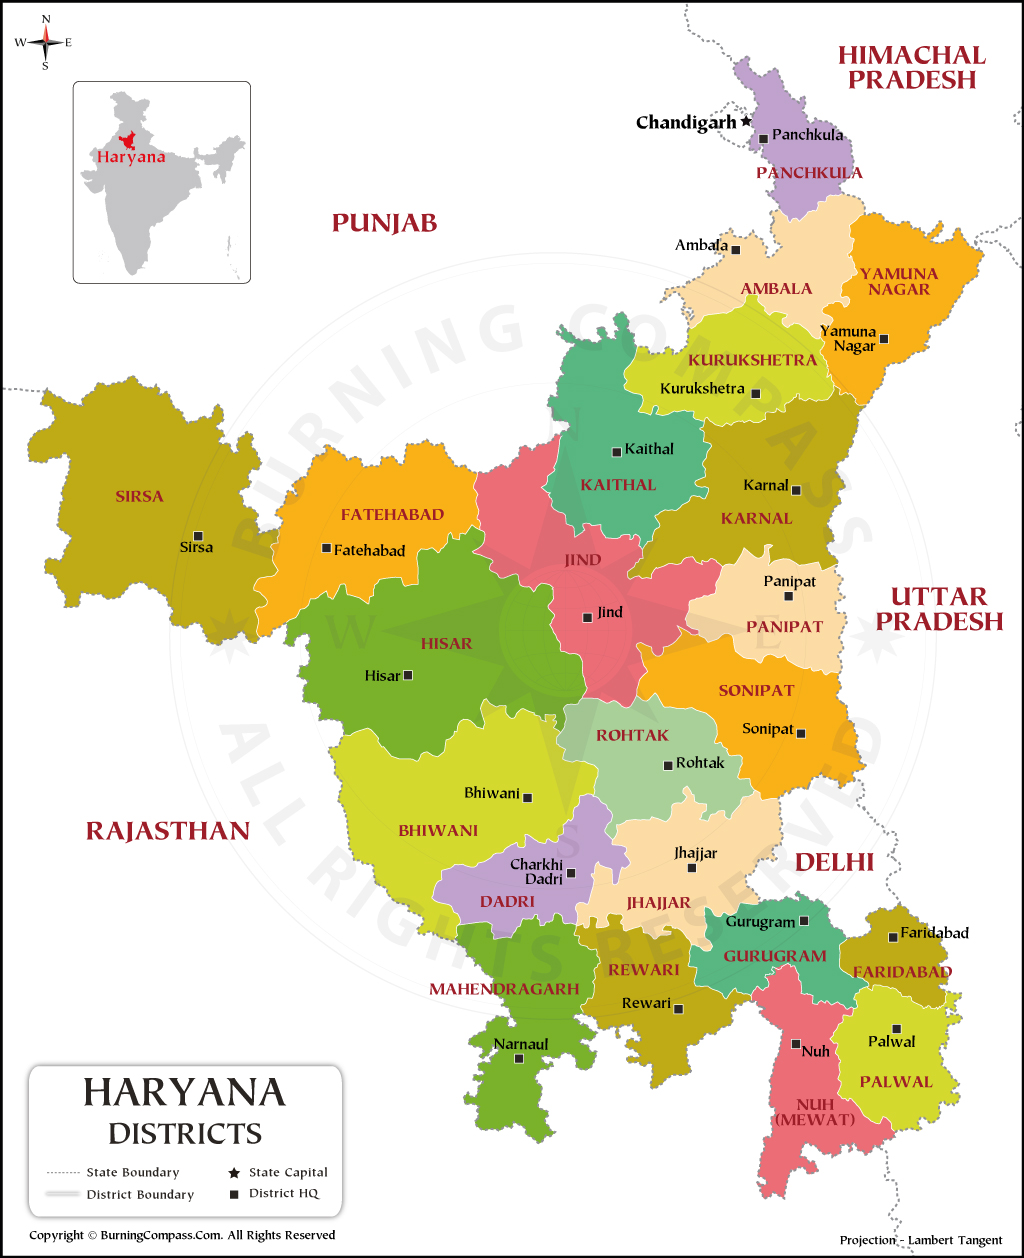 N
W E
S
HIMACHAL
PRADESH
Chandigarh
Panchkula
PANCHKULA
Haryana
PUNJAB
Ambala
AMBALA
YAMUNA
NAGAR
Yamuna
Nagar
KURUKSHETRA
Kurukshetra
Kaithal
KAITHAL
Karnal
KARNAL
SIRSA
Sirsa
FATEHABAD
Fatehabad
JIND
Jind
Panipat
PANIPAT
UTTAR
PRADESH
HISAR
Hisar
SONIPAT
Sonipat
ROHTAK
Rohtak
Bhiwani
BHIWANI
RAJASTHAN
DELHI
Charkhi
Dadri
DADRI
Jhajjar
JHAJJAR
Gurugram
GURUGRAM
Faridabad
FARIDABAD
REWARI
Rewari
MAHENDRAGARH
Narnaul
Nuh
NUH
(MEWAT)
Palwal
PALWAL
BURNING COMPASS
ALL RIGHTS RESERVED
N
W E
S
HARYANA
DISTRICTS
State Boundary
State Capital
District Boundary
District HQ
Copyright © BurningCompass.Com. All Rights Reserved
Projection - Lambert Tangent